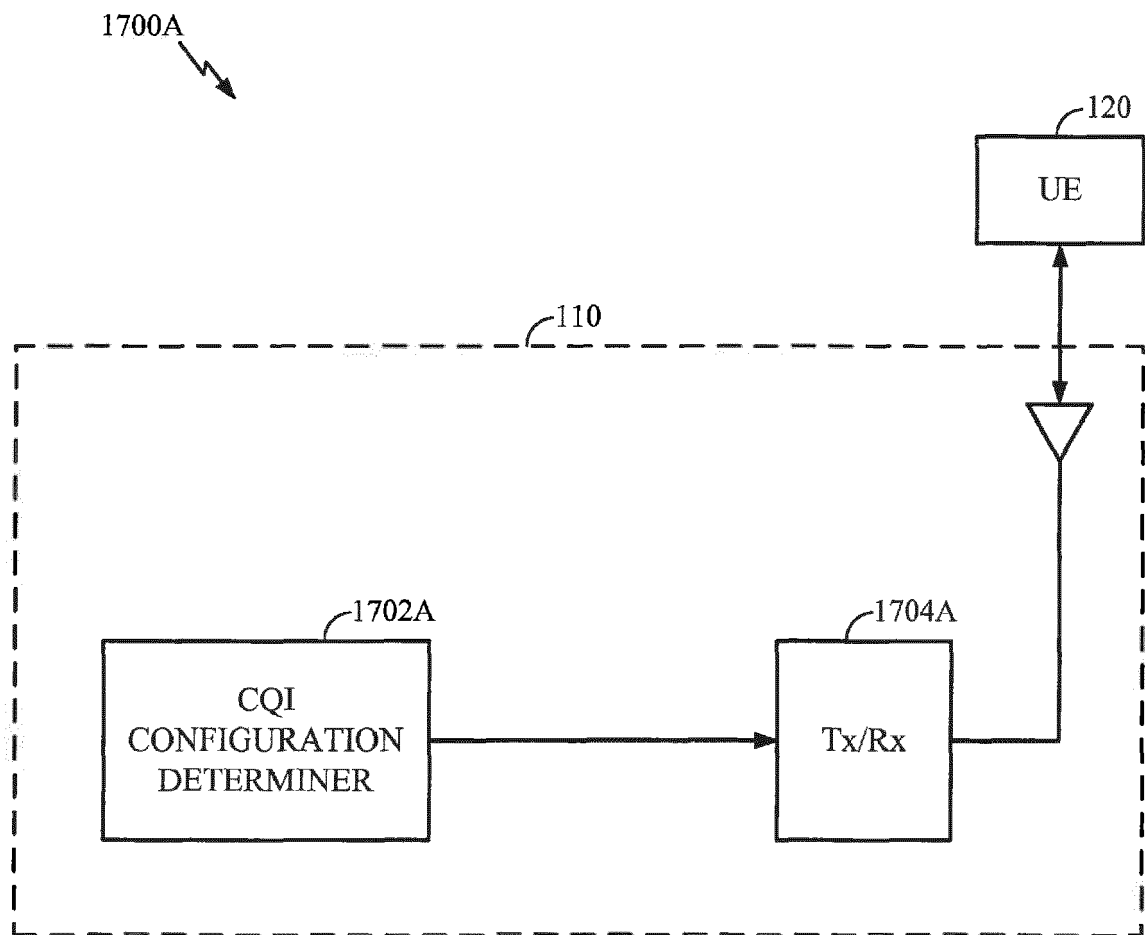 1700A
120
UE
110
1702A
CQI
CONFIGURATION
DETERMINER
1704A
Tx/Rx